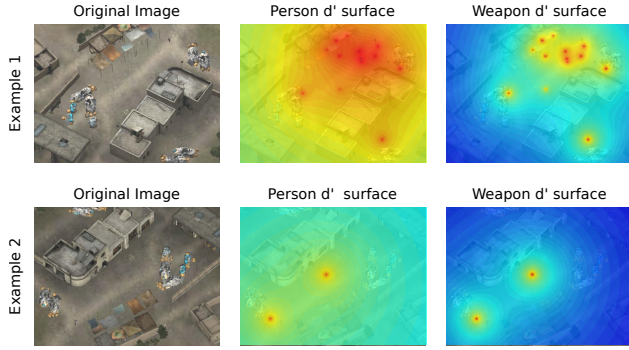 Original Image Person d' surface Weapon d' surface
Example 1
Original Image Person d' surface Weapon d' surface
Example 2